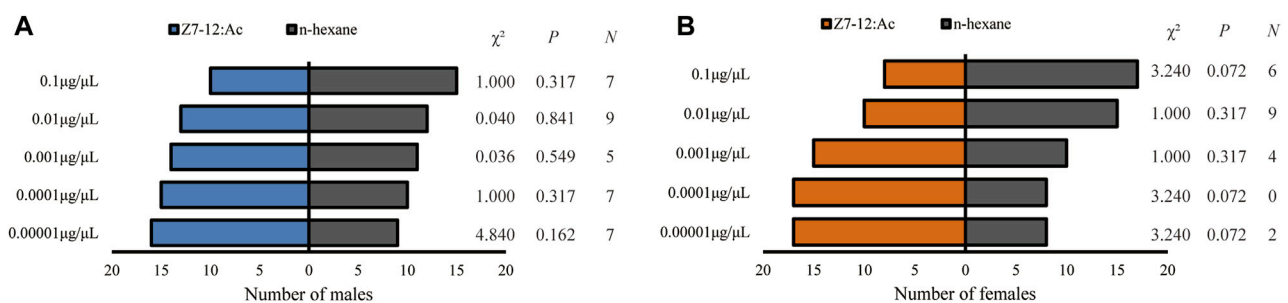 A
Z7-12:Ac n-hexane
χ² P N
0.1μg/μL 1.000 0.317 7
0.01μg/μL 0.040 0.841 9
0.001μg/μL 0.036 0.549 5
0.0001μg/μL 1.000 0.317 7
0.00001μg/μL 4.840 0.162 7
20 15 10 5 0 5 10 15 20
Number of males
B
Z7-12:Ac n-hexane
χ² P N
0.1μg/μL 3.240 0.072 6
0.01μg/μL 1.000 0.317 9
0.001μg/μL 1.000 0.317 4
0.0001μg/μL 3.240 0.072 0
0.00001μg/μL 3.240 0.072 2
20 15 10 5 0 5 10 15 20
Number of females